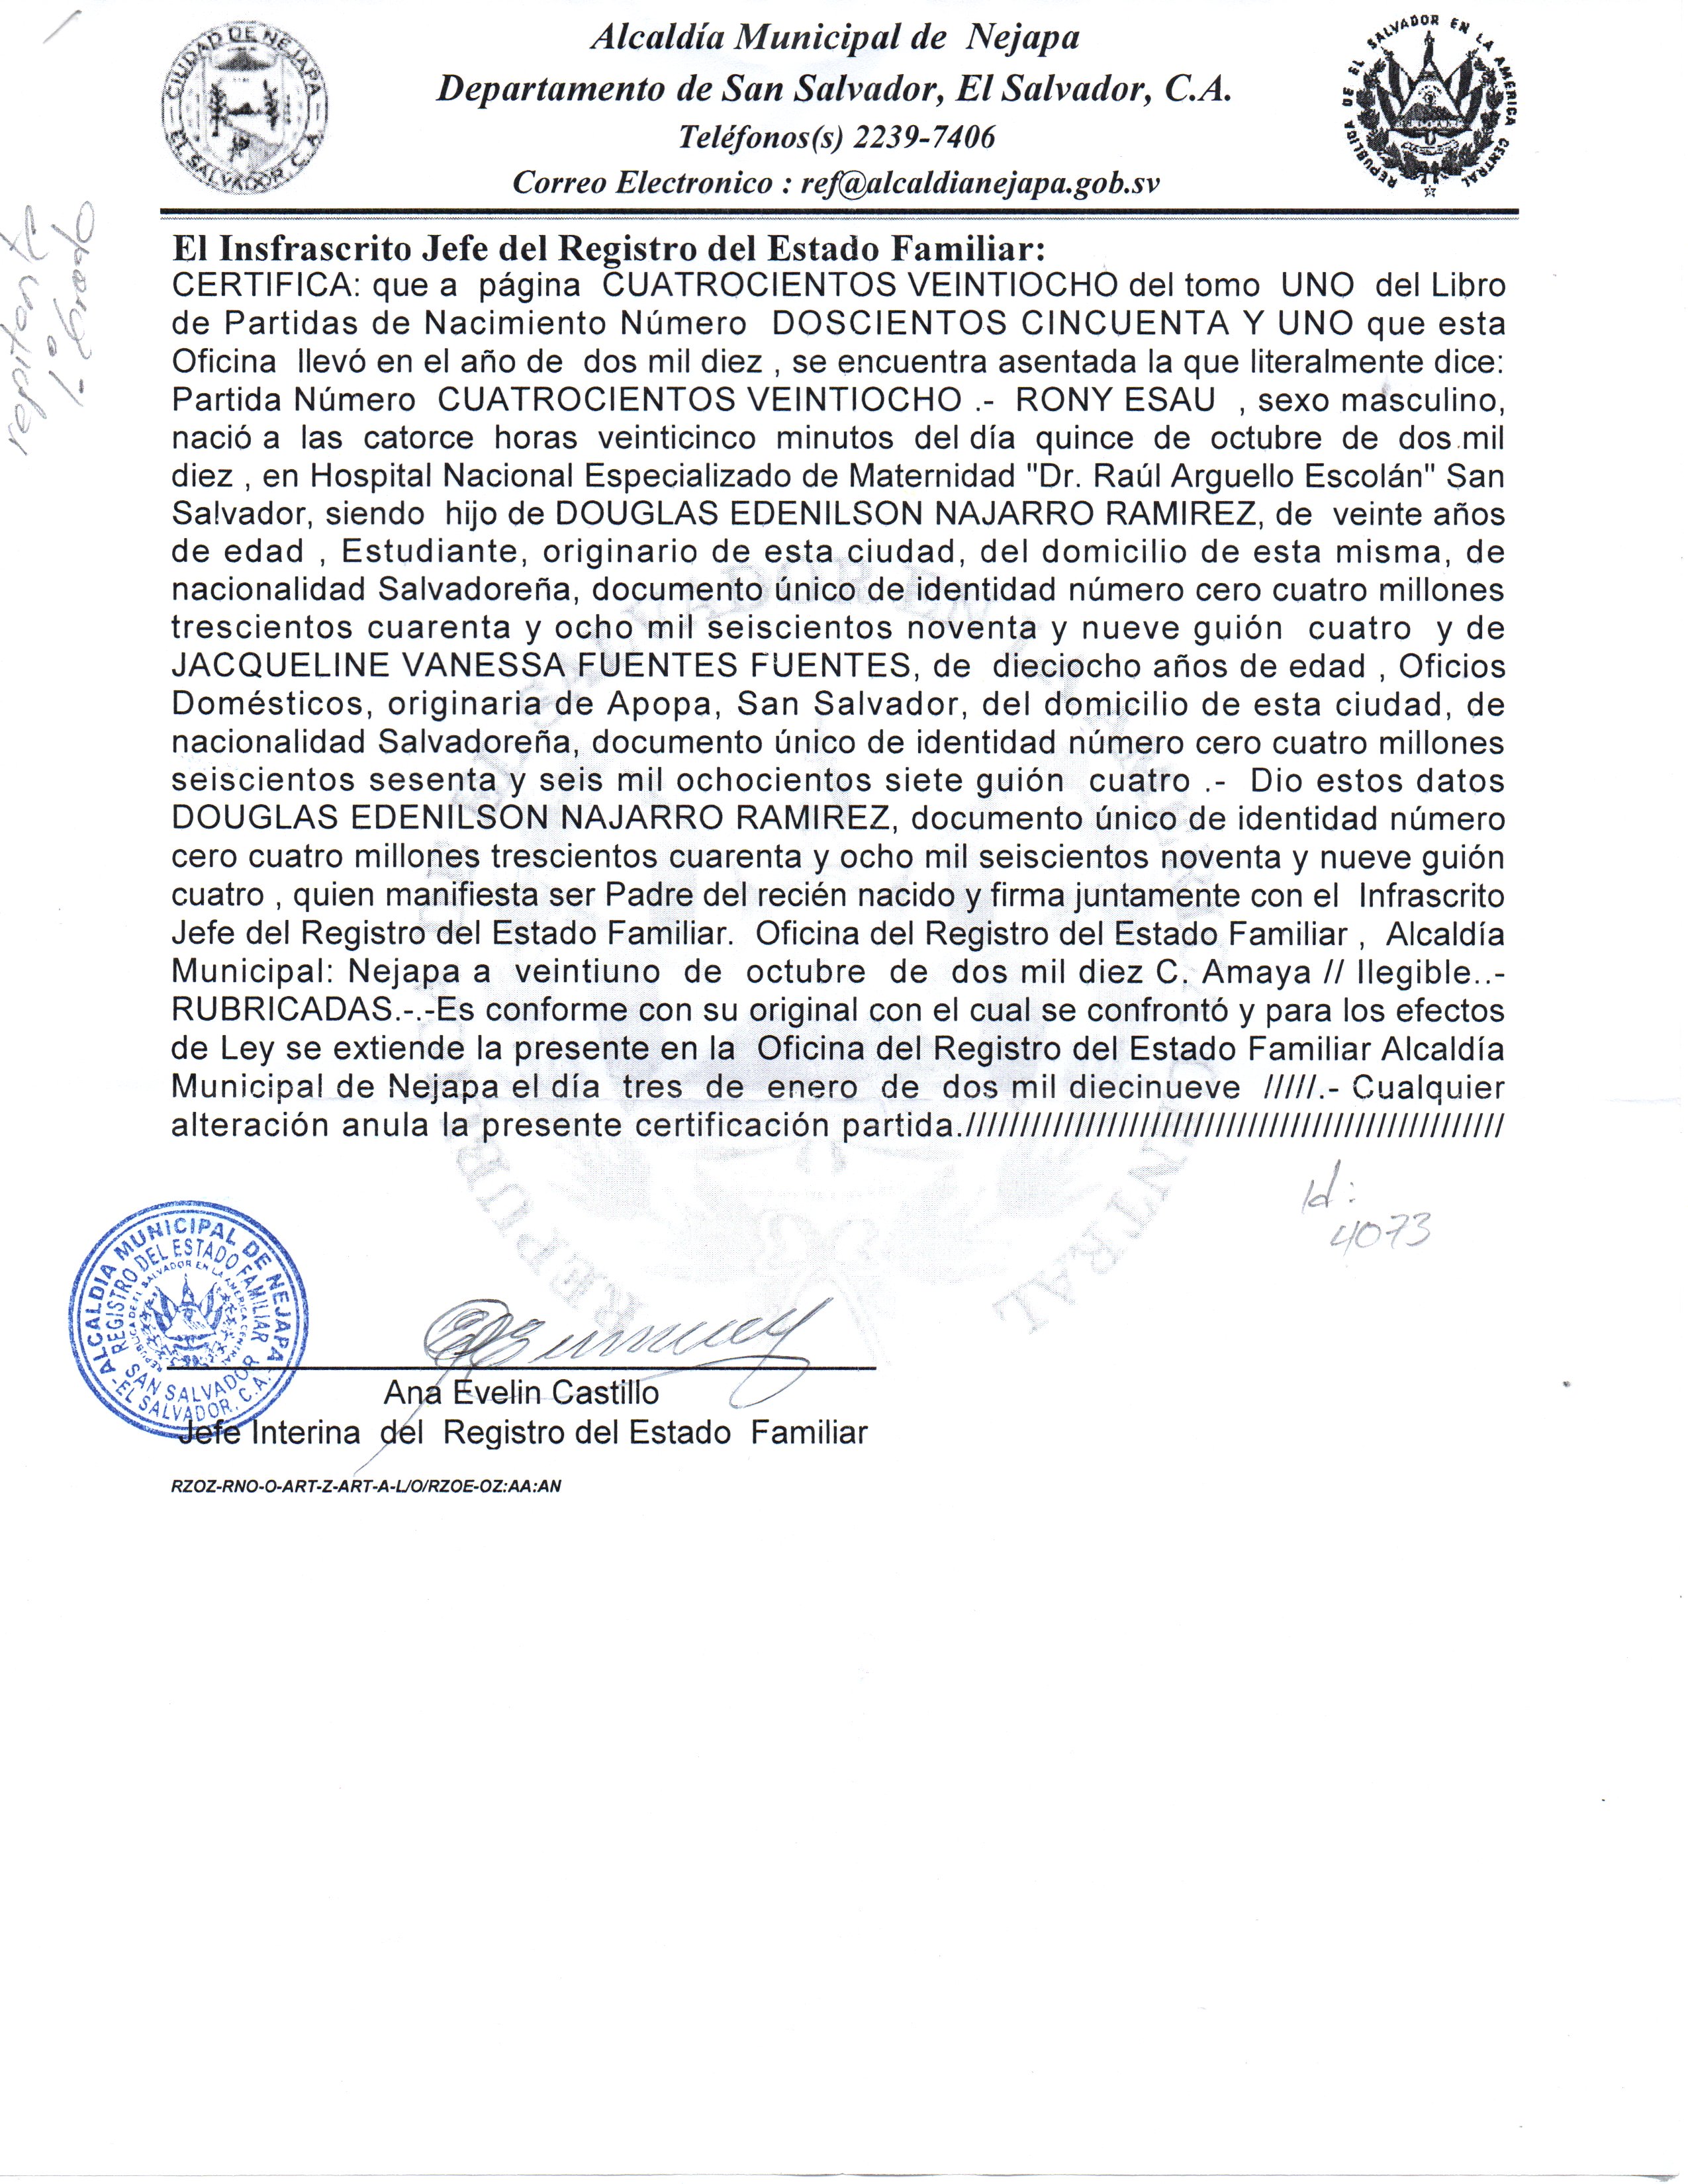 CIUDAD DE NEJAPA
EL SALVADOR, C.A.
Alcaldía Municipal de Nejapa
Departamento de San Salvador, El Salvador, C.A.
Teléfonos(s) 2239-7406
Correo Electronico : ref@alcaldianejapa.gob.sv
REPUBLICA DE EL SALVADOR EN LA AMERICA CENTRAL
repitente
1º grado
El Insfrascrito Jefe del Registro del Estado Familiar:
CERTIFICA: que a página CUATROCIENTOS VEINTIOCHO del tomo UNO del Libro
de Partidas de Nacimiento Número DOSCIENTOS CINCUENTA Y UNO que esta
Oficina llevó en el año de dos mil diez , se encuentra asentada la que literalmente dice:
Partida Número CUATROCIENTOS VEINTIOCHO .- RONY ESAU , sexo masculino,
nació a las catorce horas veinticinco minutos del día quince de octubre de dos mil
diez , en Hospital Nacional Especializado de Maternidad "Dr. Raúl Arguello Escolán" San
Salvador, siendo hijo de DOUGLAS EDENILSON NAJARRO RAMIREZ, de veinte años
de edad , Estudiante, originario de esta ciudad, del domicilio de esta misma, de
nacionalidad Salvadoreña, documento único de identidad número cero cuatro millones
trescientos cuarenta y ocho mil seiscientos noventa y nueve guión cuatro y de
JACQUELINE VANESSA FUENTES FUENTES, de dieciocho años de edad , Oficios
Domésticos, originaria de Apopa, San Salvador, del domicilio de esta ciudad, de
nacionalidad Salvadoreña, documento único de identidad número cero cuatro millones
seiscientos sesenta y seis mil ochocientos siete guión cuatro .- Dio estos datos
DOUGLAS EDENILSON NAJARRO RAMIREZ, documento único de identidad número
cero cuatro millones trescientos cuarenta y ocho mil seiscientos noventa y nueve guión
cuatro , quien manifiesta ser Padre del recién nacido y firma juntamente con el Infrascrito
Jefe del Registro del Estado Familiar. Oficina del Registro del Estado Familiar , Alcaldía
Municipal: Nejapa a veintiuno de octubre de dos mil diez C. Amaya // Ilegible..-
RUBRICADAS.-.-Es conforme con su original con el cual se confrontó y para los efectos
de Ley se extiende la presente en la Oficina del Registro del Estado Familiar Alcaldía
Municipal de Nejapa el día tres de enero de dos mil diecinueve /////.- Cualquier
alteración anula la presente certificación partida.//////////////////////////////////////////////////
Id:
4073
ALCALDIA MUNICIPAL DE NEJAPA
REGISTRO DEL ESTADO FAMILIAR
REPUBLICA DE EL SALVADOR EN LA AMERICA CENTRAL
SAN SALVADOR
EL SALVADOR, C.A.
Ana Evelin Castillo
Jefe Interina del Registro del Estado Familiar
RZOZ-RNO-O-ART-Z-ART-A-L/O/RZOE-OZ:AA:AN